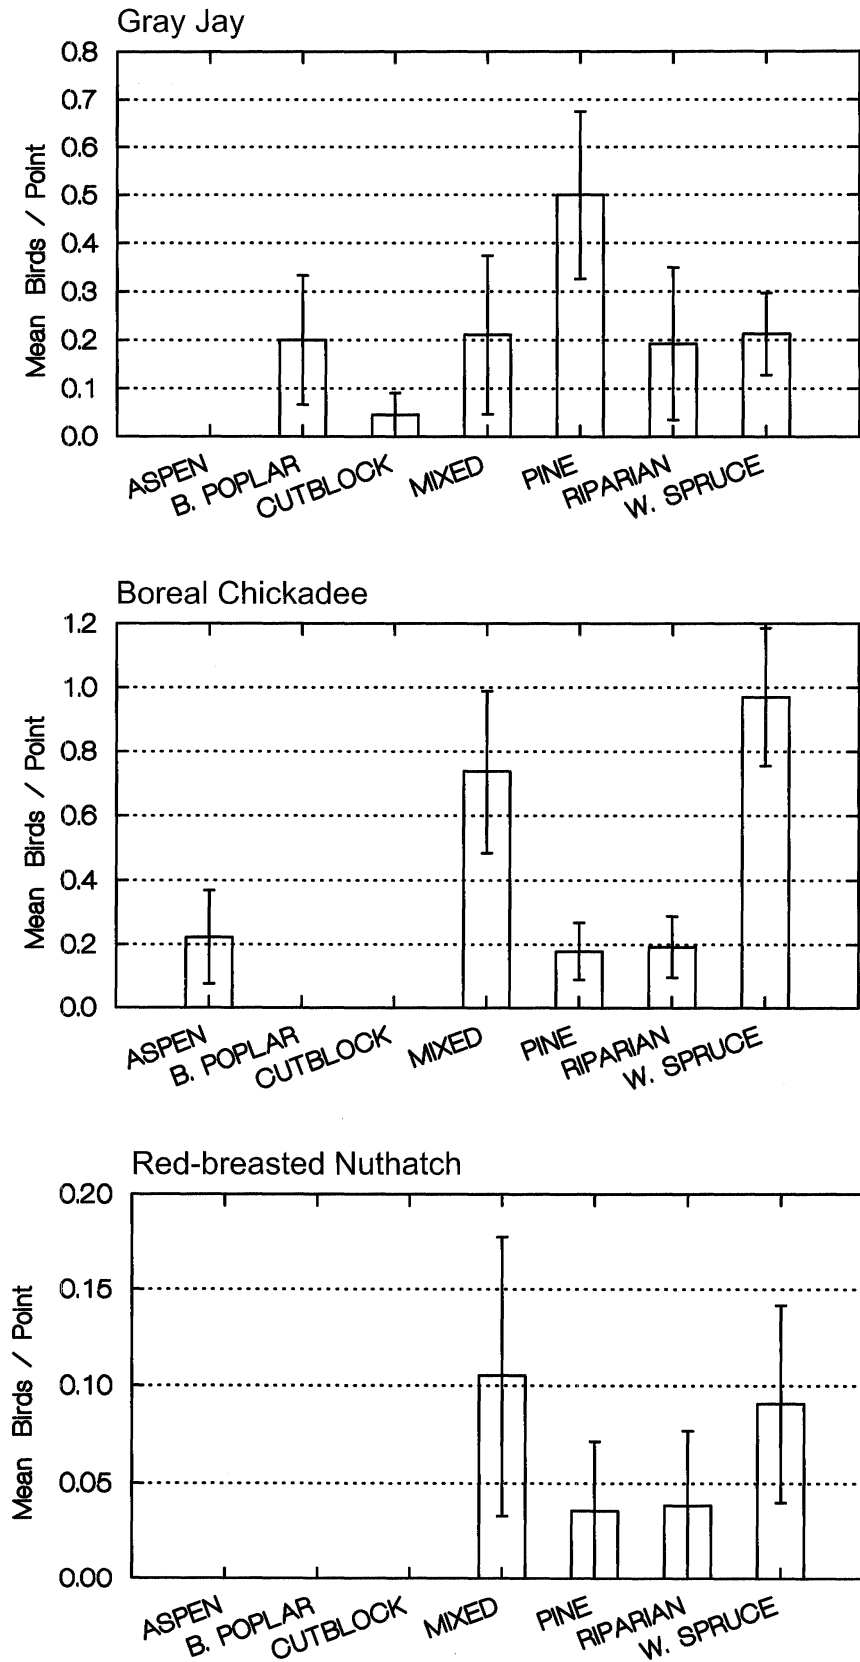 Gray Jay
0.8
0.7
0.6
0.5
0.4
0.3
0.2
0.1
0.0
Mean Birds / Point
ASPEN
B. POPLAR
CUTBLOCK
MIXED
PINE
RIPARIAN
W. SPRUCE
Boreal Chickadee
1.2
1.0
0.8
0.6
0.4
0.2
0.0
Mean Birds / Point
ASPEN
B. POPLAR
CUTBLOCK
MIXED
PINE
RIPARIAN
W. SPRUCE
Red-breasted Nuthatch
0.20
0.15
0.10
0.05
0.00
Mean Birds / Point
ASPEN
B. POPLAR
CUTBLOCK
MIXED
PINE
RIPARIAN
W. SPRUCE